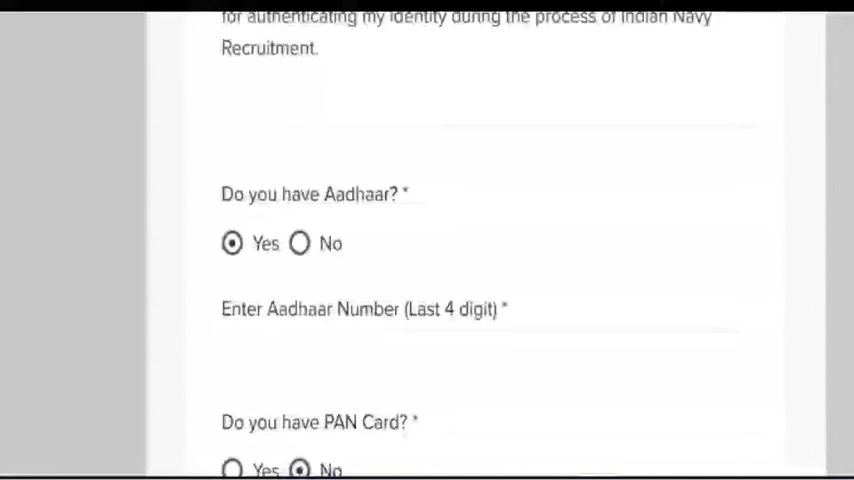 for authenticating my identity during the process of Indian Navy
Recruitment.
Do you have Aadhaar? *
Yes No
Enter Aadhaar Number (Last 4 digit) *
Do you have PAN Card? *
Yes No